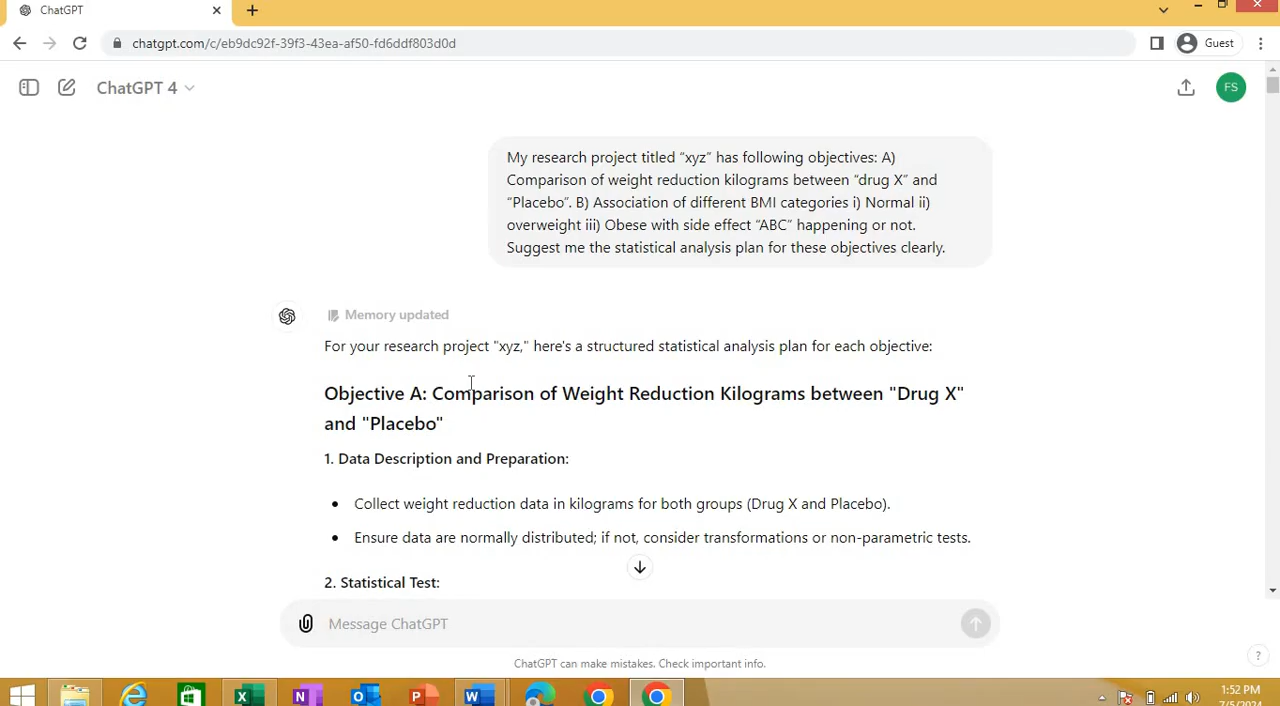 ChatGPT
chatgpt.com/c/eb9dc92f-39f3-43ea-af50-fd6ddf803d0d
Guest
ChatGPT 4
FS
My research project titled “xyz” has following objectives: A)
Comparison of weight reduction kilograms between “drug X” and
“Placebo”. B) Association of different BMI categories i) Normal ii)
overweight iii) Obese with side effect “ABC” happening or not.
Suggest me the statistical analysis plan for these objectives clearly.
Memory updated
For your research project "xyz," here's a structured statistical analysis plan for each objective:
Objective A: Comparison of Weight Reduction Kilograms between "Drug X"
and "Placebo"
1. Data Description and Preparation:
• Collect weight reduction data in kilograms for both groups (Drug X and Placebo).
• Ensure data are normally distributed; if not, consider transformations or non-parametric tests.
2. Statistical Test:
Message ChatGPT
ChatGPT can make mistakes. Check important info.
?
1:52 PM
7/5/2024